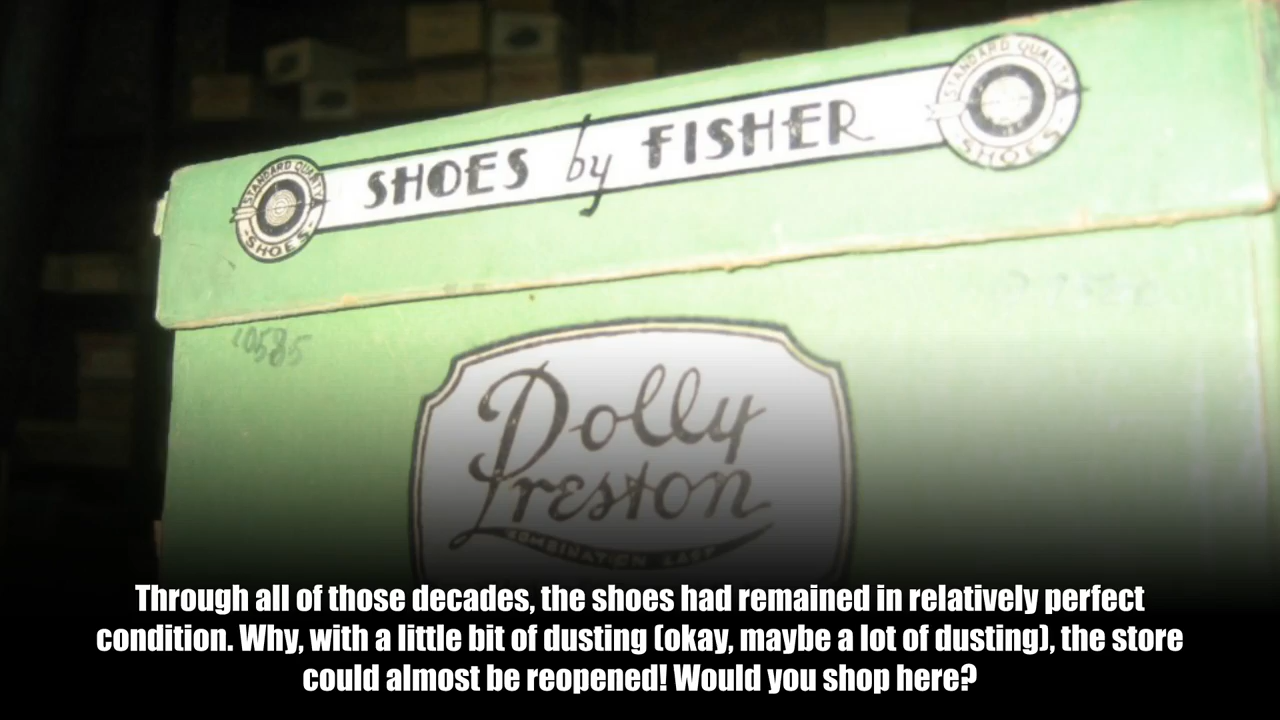 STANDARD QUALITY
SHOES
SHOES by FISHER
STANDARD QUALITY
SHOES
10585
Dolly
Preston
COMBINATION LAST
Through all of those decades, the shoes had remained in relatively perfect
condition. Why, with a little bit of dusting (okay, maybe a lot of dusting), the store
could almost be reopened! Would you shop here?